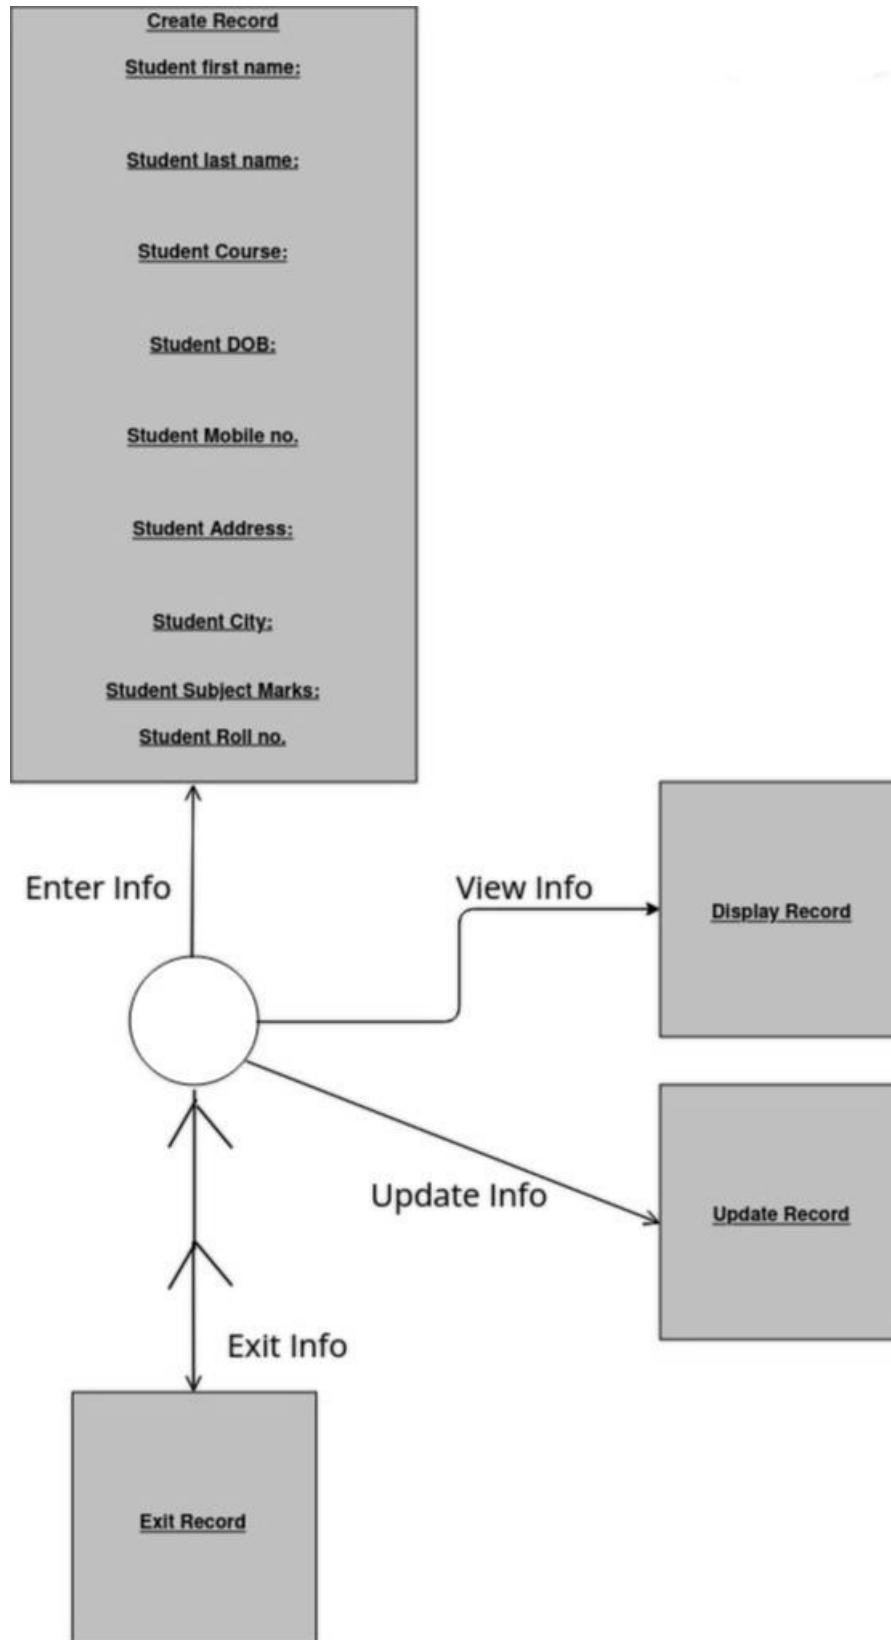 Create Record
Student first name:
Student last name:
Student Course:
Student DOB:
Student Mobile no.
Student Address:
Student City:
Student Subject Marks:
Student Roll no.
Enter Info
View Info
Display Record
Update Info
Update Record
Exit Info
Exit Record